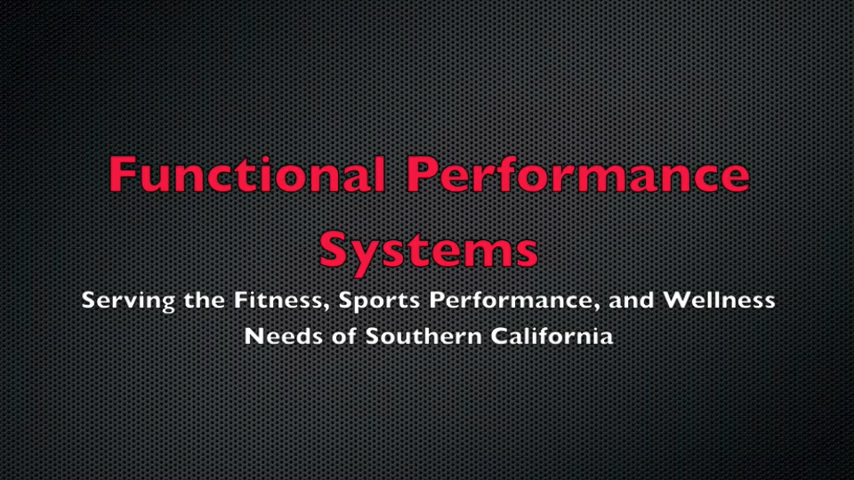 Functional Performance
Systems
Serving the Fitness, Sports Performance, and Wellness
Needs of Southern California